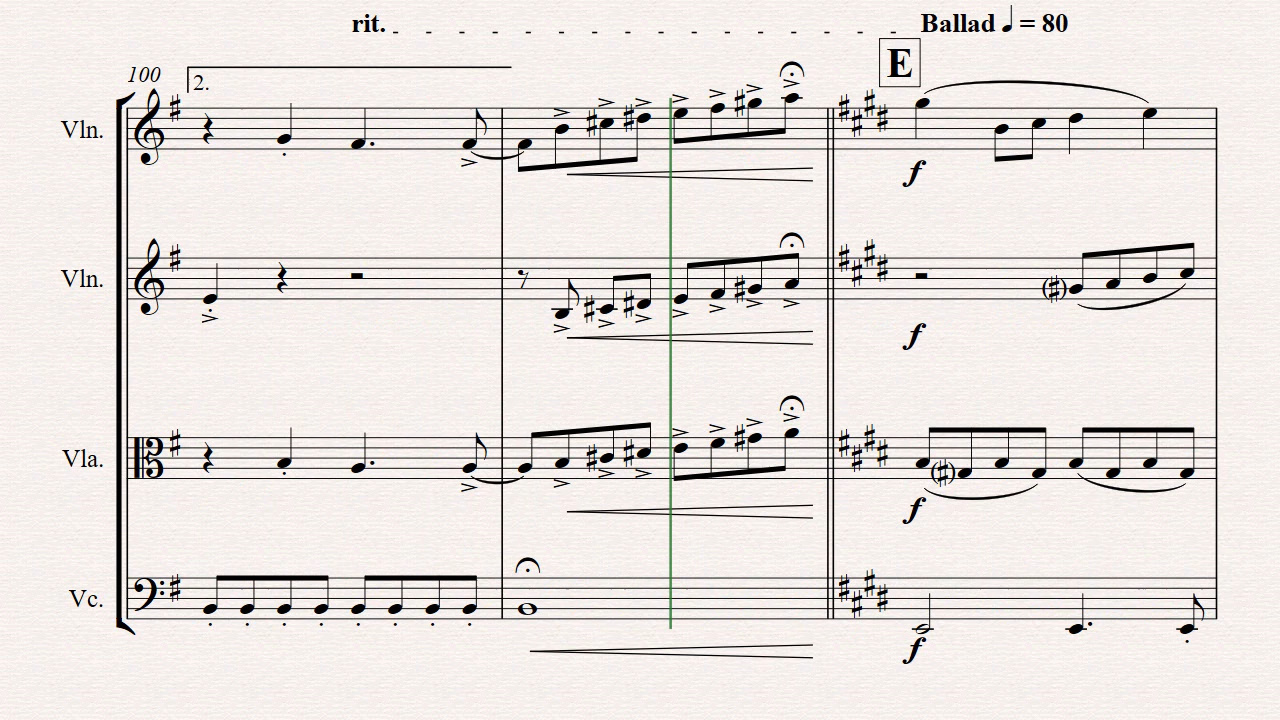 rit. Ballad ♩ = 80
E
100
2.
Vln.
f
Vln.
f
Vla.
f
Vc.
f